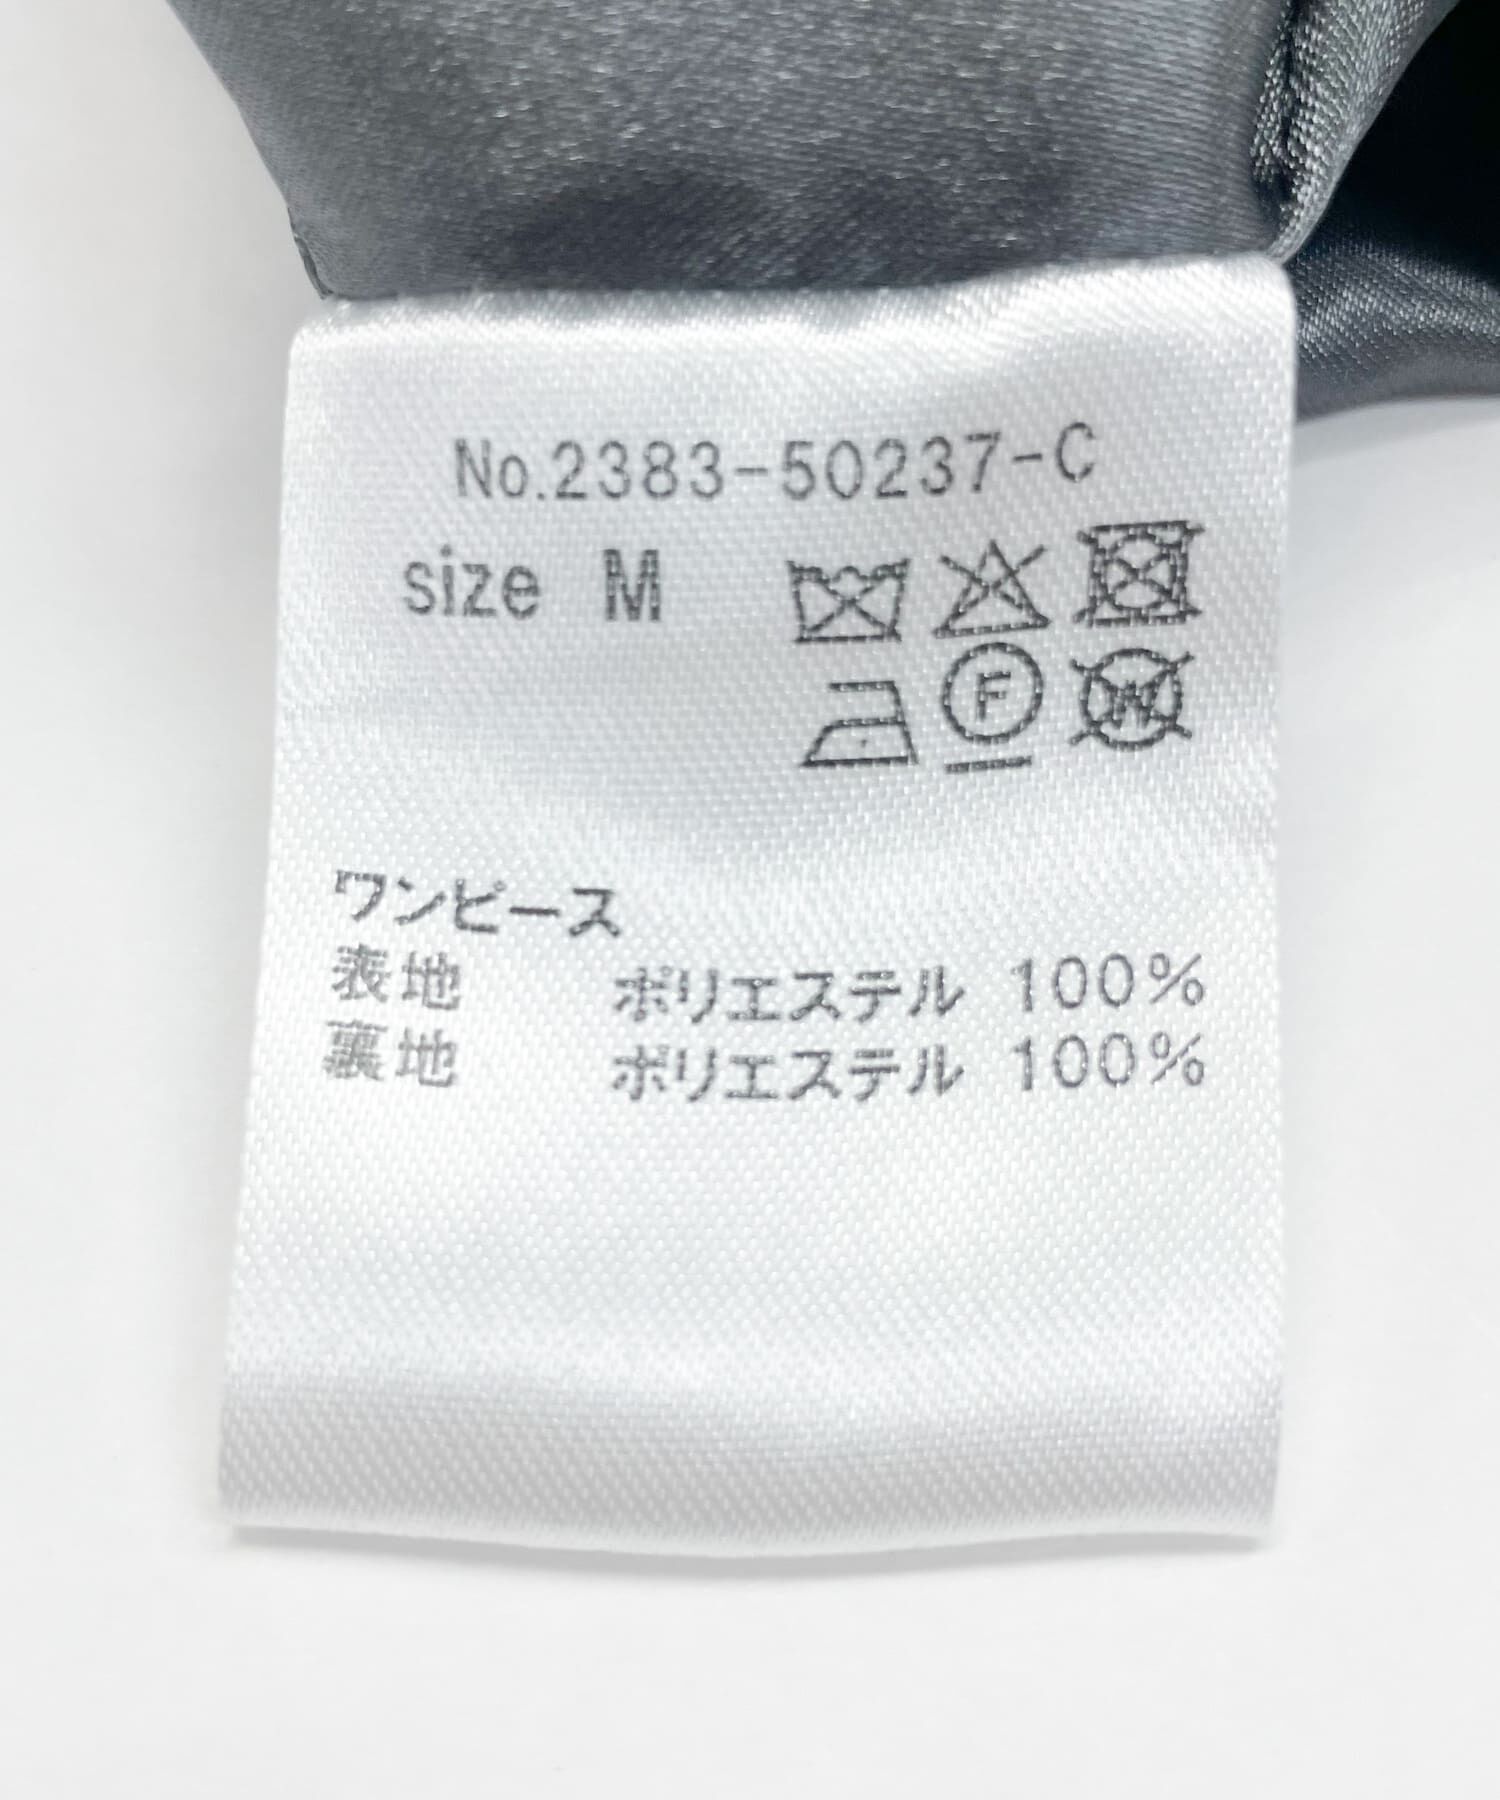 No.2383-50237-C
size M
F W
ワンピース
表地 ポリエステル 100%
裏地 ポリエステル 100%